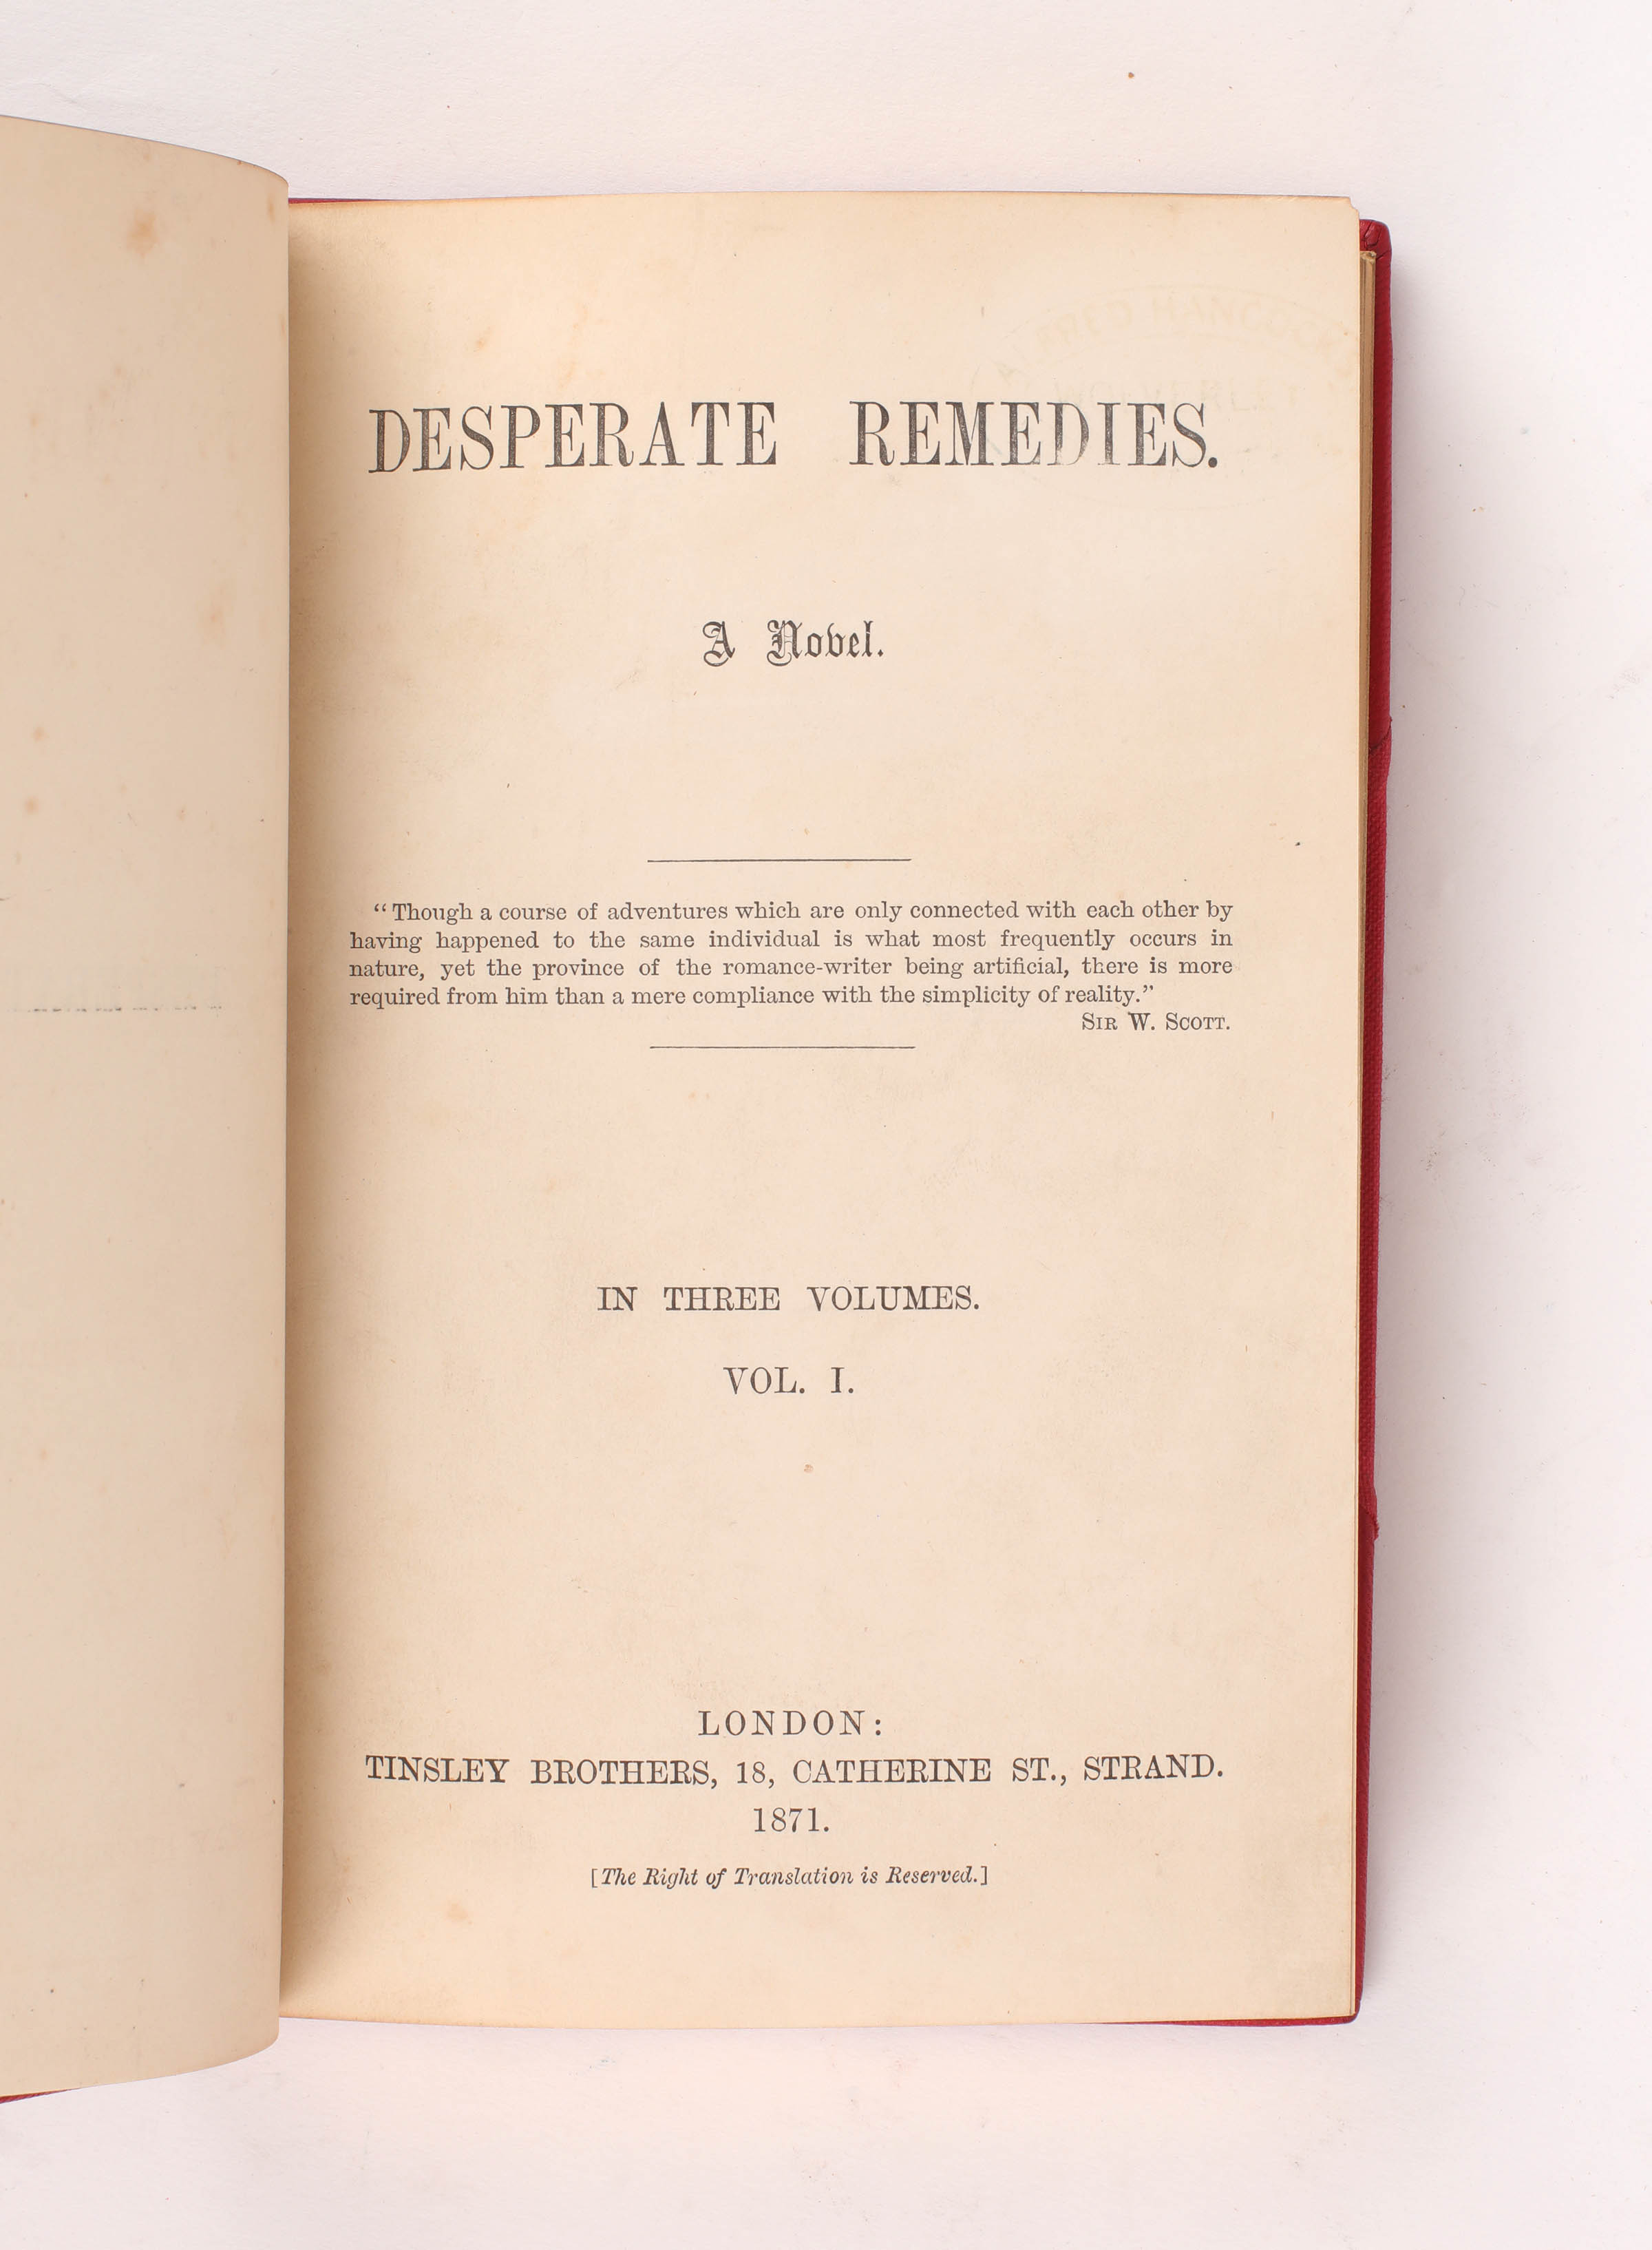 DESPERATE REMEDIES.
A Novel.
“Though a course of adventures which are only connected with each other by
having happened to the same individual is what most frequently occurs in
nature, yet the province of the romance-writer being artificial, there is more
required from him than a mere compliance with the simplicity of reality.”
SIR W. SCOTT.
IN THREE VOLUMES.
VOL. I.
LONDON:
TINSLEY BROTHERS, 18, CATHERINE ST., STRAND.
1871.
[The Right of Translation is Reserved.]